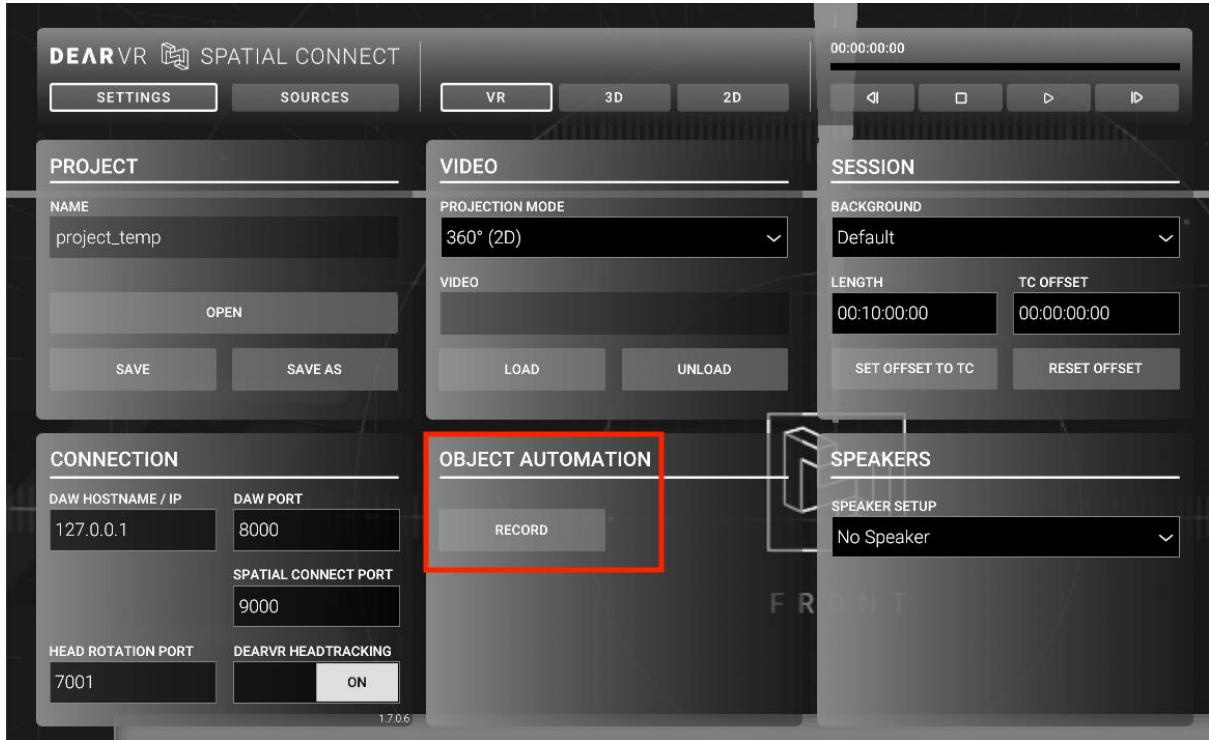 DEΛRVR SPATIAL CONNECT
SETTINGS SOURCES
VR 3D 2D
00:00:00:00
PROJECT
NAME
project_temp
OPEN
SAVE SAVE AS
VIDEO
PROJECTION MODE
360° (2D)
VIDEO
LOAD UNLOAD
SESSION
BACKGROUND
Default
LENGTH TC OFFSET
00:10:00:00 00:00:00:00
SET OFFSET TO TC RESET OFFSET
CONNECTION
DAW HOSTNAME / IP DAW PORT
127.0.0.1 8000
SPATIAL CONNECT PORT
9000
HEAD ROTATION PORT DEARVR HEADTRACKING
7001 ON
1.7.0.6
OBJECT AUTOMATION
RECORD
SPEAKERS
SPEAKER SETUP
No Speaker
FRONT